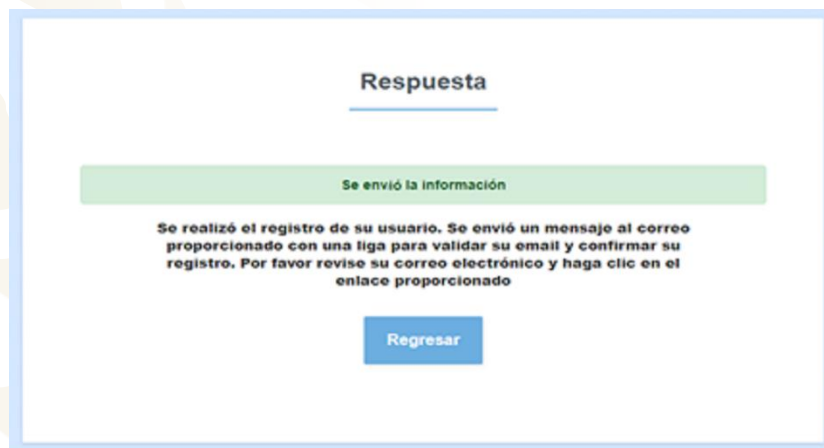 Respuesta
Se envió la información
Se realizó el registro de su usuario. Se envió un mensaje al correo
proporcionado con una liga para validar su email y confirmar su
registro. Por favor revise su correo electrónico y haga clic en el
enlace proporcionado
Regresar